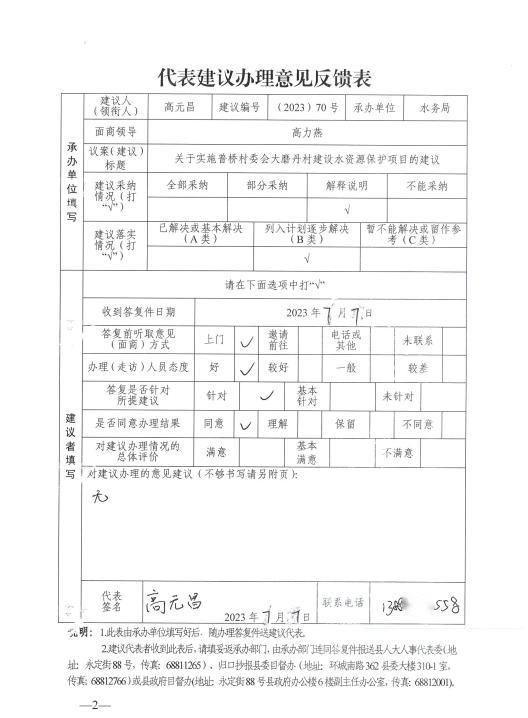 代表建议办理意见反馈表
承办单位填写
建议人（领衔人） 高元昌 建议编号 （2023）70号 承办单位 水务局
面商领导 高力燕
议案（建议）标题 关于实施普桥村委会大磨丹村建设水资源保护项目的建议
建议采纳情况（打“√”） 全部采纳 部分采纳 解释说明 不能采纳
√
建议落实情况（打“√”） 已解决或基本解决（A类） 列入计划逐步解决（B类） 暂不能解决或留作参考（C类）
√
建议者填写
请在下面选项中打“√”
收到答复件日期 2023年7月 日
答复前听取意见（面商）方式 上门 √ 邀请前往 电话或其他 未联系
办理（走访）人员态度 好 √ 较好 一般 较差
答复是否针对所提建议 针对 √ 基本针对 未针对
是否同意办理结果 同意 √ 理解 保留 不同意
对建议办理情况的总体评价 满意 基本满意 不满意
对建议办理的意见建议（不够书写请另附页）：
无
代表签名 高元昌 2023年 月 日 联系电话 558
说明：1.此表由承办单位填写好后，随办理答复件送建议代表。
2.建议代表者收到此表后，请填妥返承办部门，由承办部门连同答复件报送县人大人事代表委（地
址：永定街88号，传真：68811265）、归口抄报县委目督办（地址：环城南路362县委大楼310-1室，
传真：68812766）或县政府目督办(地址：永定街88号县政府办公楼6楼副主任办公室，传真：68812001)。
—2—